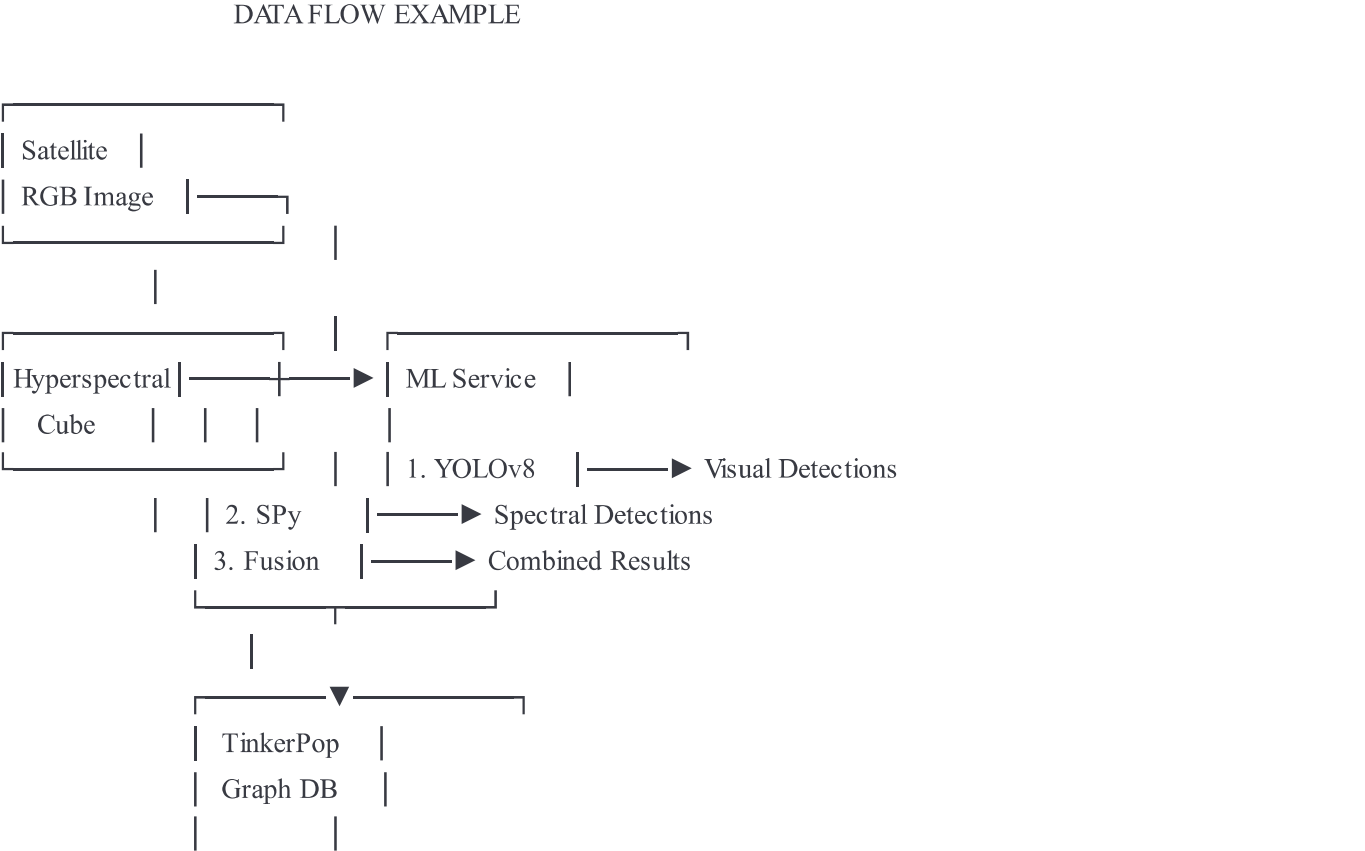 DATA FLOW EXAMPLE
Satellite
RGB Image
Hyperspectral
ML Service
Cube
1. YOLOv8 Visual Detections
2. SPy Spectral Detections
3. Fusion Combined Results
TinkerPop
Graph DB